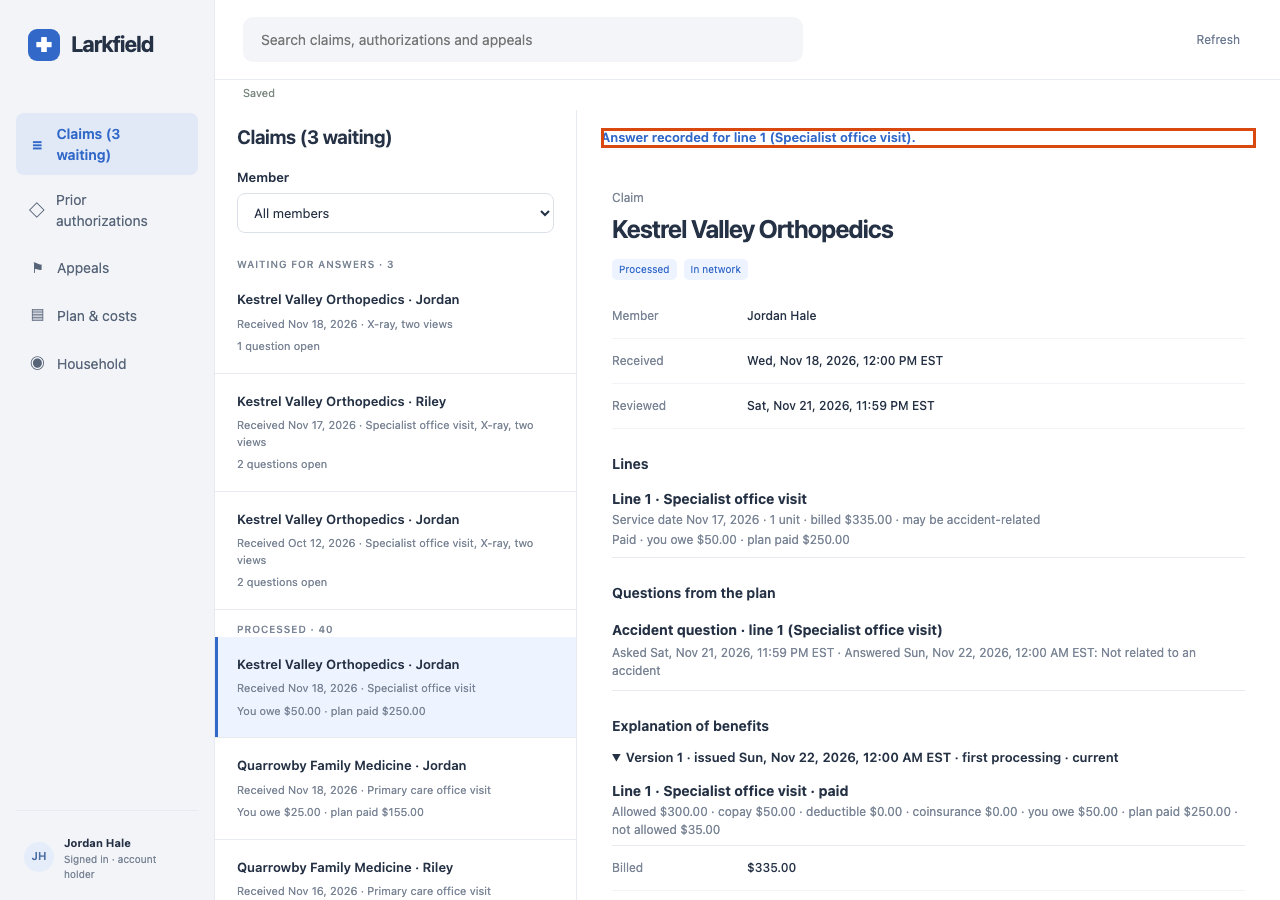 Larkfield
Search claims, authorizations and appeals
Refresh
Saved
Claims (3
waiting)
Prior
authorizations
Appeals
Plan & costs
Household
JH
Jordan Hale
Signed in · account
holder
Claims (3 waiting)
Member
All members
WAITING FOR ANSWERS · 3
Kestrel Valley Orthopedics · Jordan
Received Nov 18, 2026 · X-ray, two views
1 question open
Kestrel Valley Orthopedics · Riley
Received Nov 17, 2026 · Specialist office visit, X-ray, two
views
2 questions open
Kestrel Valley Orthopedics · Jordan
Received Oct 12, 2026 · Specialist office visit, X-ray, two
views
2 questions open
PROCESSED · 40
Kestrel Valley Orthopedics · Jordan
Received Nov 18, 2026 · Specialist office visit
You owe $50.00 · plan paid $250.00
Quarrowby Family Medicine · Jordan
Received Nov 18, 2026 · Primary care office visit
You owe $25.00 · plan paid $155.00
Quarrowby Family Medicine · Riley
Received Nov 16, 2026 · Primary care office visit
Answer recorded for line 1 (Specialist office visit).
Claim
Kestrel Valley Orthopedics
Processed
In network
Member
Jordan Hale
Received
Wed, Nov 18, 2026, 12:00 PM EST
Reviewed
Sat, Nov 21, 2026, 11:59 PM EST
Lines
Line 1 · Specialist office visit
Service date Nov 17, 2026 · 1 unit · billed $335.00 · may be accident-related
Paid · you owe $50.00 · plan paid $250.00
Questions from the plan
Accident question · line 1 (Specialist office visit)
Asked Sat, Nov 21, 2026, 11:59 PM EST · Answered Sun, Nov 22, 2026, 12:00 AM EST: Not related to an
accident
Explanation of benefits
Version 1 · issued Sun, Nov 22, 2026, 12:00 AM EST · first processing · current
Line 1 · Specialist office visit · paid
Allowed $300.00 · copay $50.00 · deductible $0.00 · coinsurance $0.00 · you owe $50.00 · plan paid $250.00 ·
not allowed $35.00
Billed
$335.00